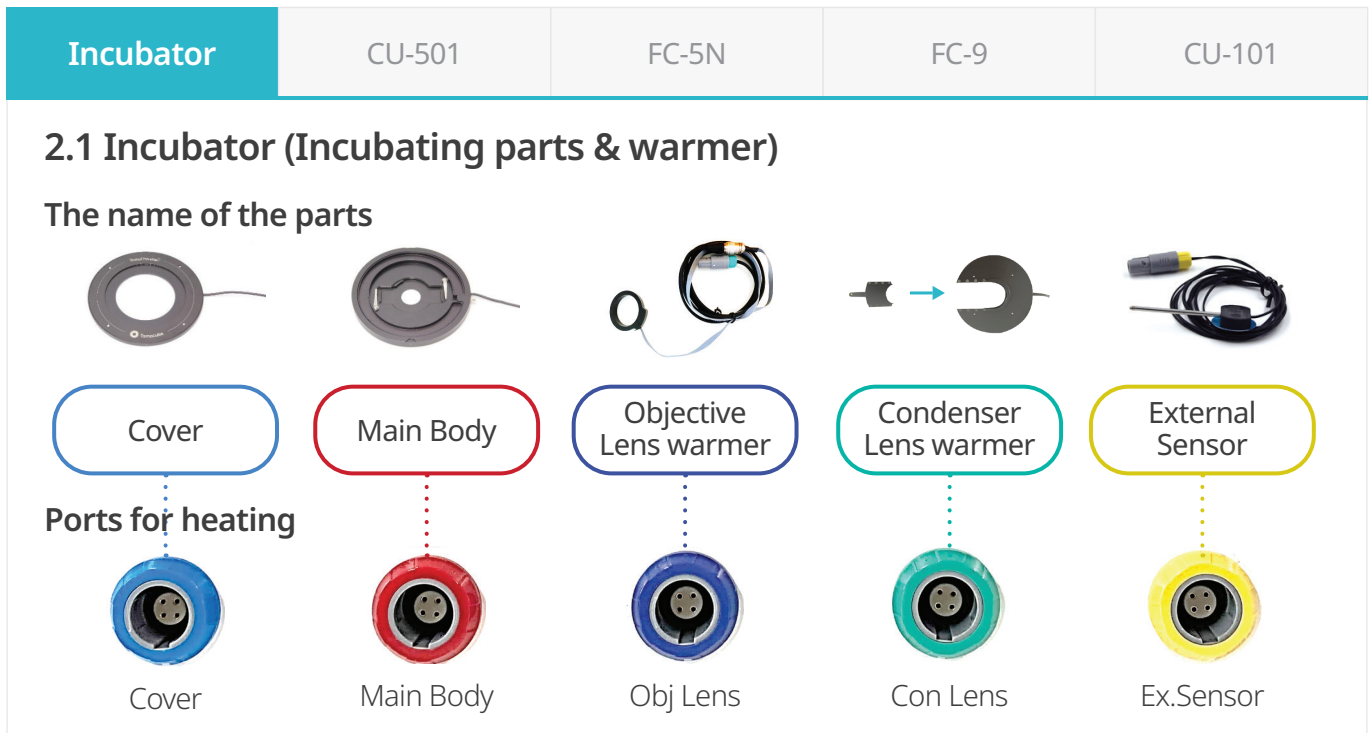 Incubator
CU-501
FC-5N
FC-9
CU-101
2.1 Incubator (Incubating parts & warmer)
The name of the parts
Cover
Main Body
Objective
Lens warmer
Condenser
Lens warmer
External
Sensor
Ports for heating
Cover
Main Body
Obj Lens
Con Lens
Ex.Sensor